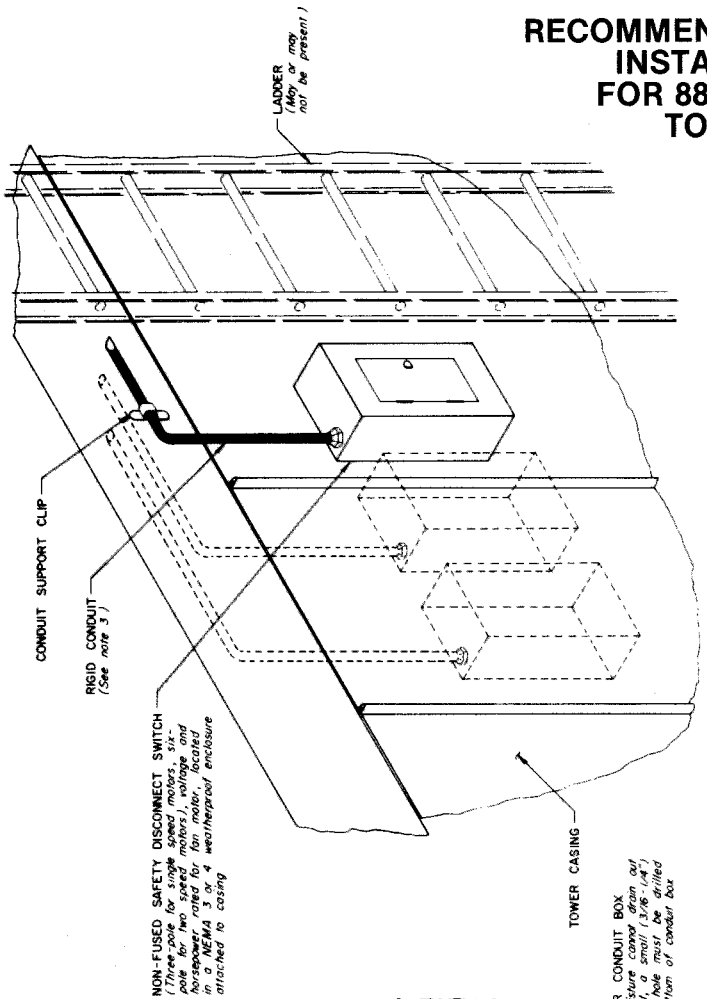 RECOMMEN
INSTA
FOR 88
TO
LADDER
(May or may
not be present)
CONDUIT SUPPORT CLIP
RIGID CONDUIT
(See note 3)
NON-FUSED SAFETY DISCONNECT SWITCH
(Three-pole for single speed motors, six-
pole for two speed motors), voltage and
horsepower rated for fan motor, located
in a NEMA 3 or 4 weatherproof enclosure
attached to casing
TOWER CASING
R CONDUIT BOX
sture cannot drain out
, a small (3/16-1/4")
hole must be drilled
tom of conduit box